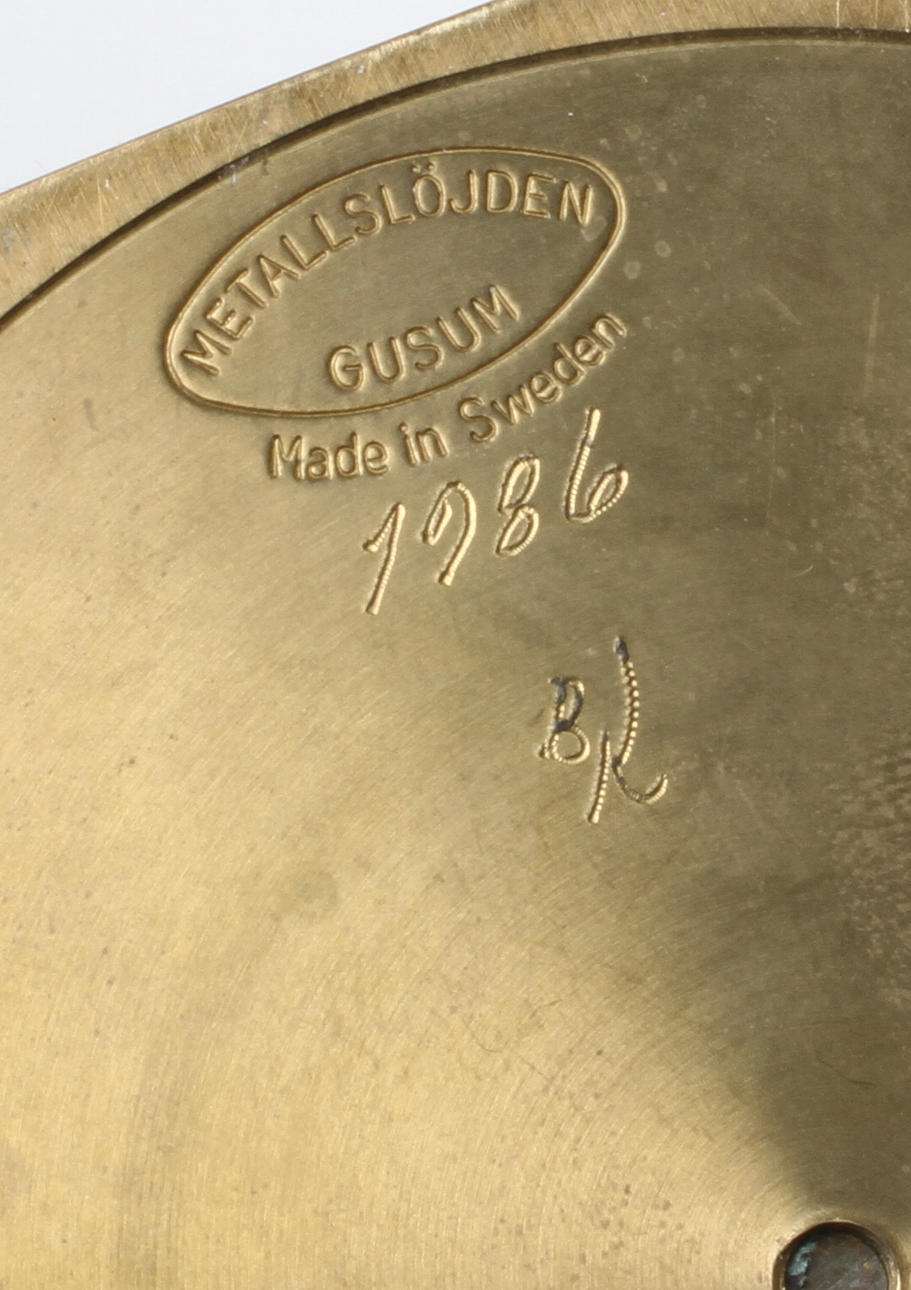 METALLSLÖJDEN
GUSUM
Made in Sweden
1986
BK